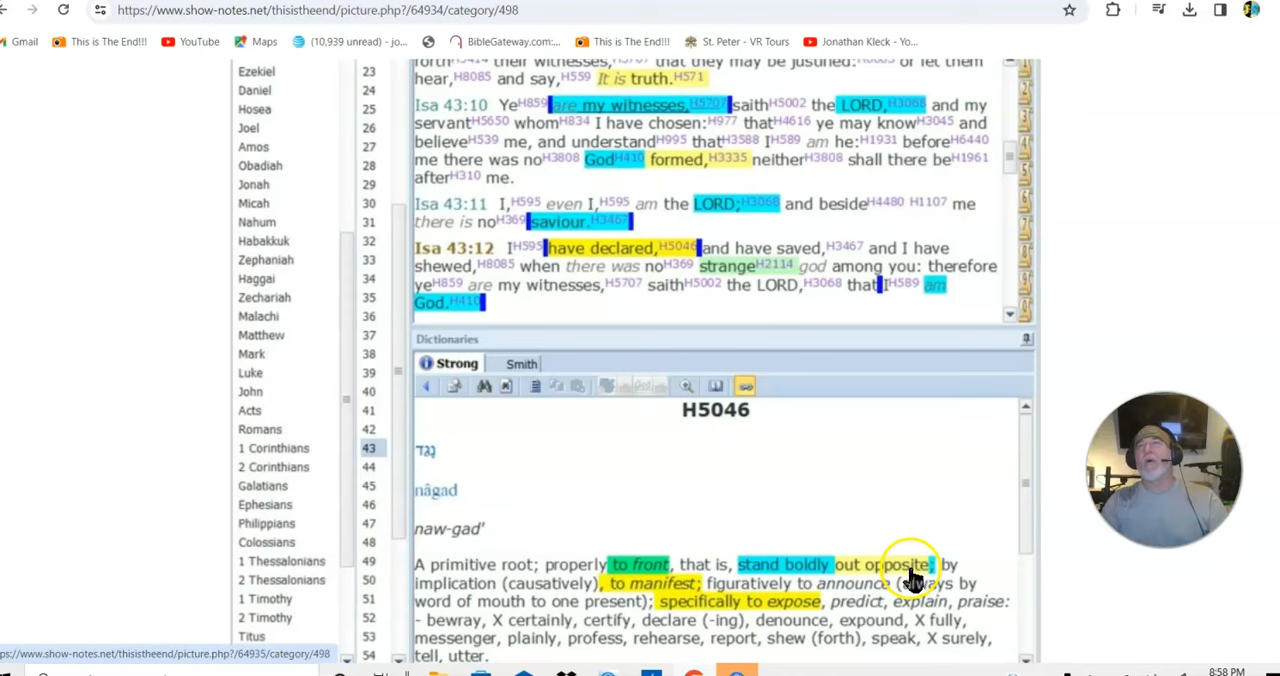 https://www.show-notes.net/thisistheend/picture.php?/64934/category/498
Gmail This is The End!!! YouTube Maps (10,939 unread) - jo... BibleGateway.com:... This is The End!!! St. Peter - VR Tours Jonathan Kleck - Yo...
Ezekiel
Daniel
Hosea
Joel
Amos
Obadiah
Jonah
Micah
Nahum
Habakkuk
Zephaniah
Haggai
Zechariah
Malachi
Matthew
Mark
Luke
John
Acts
Romans
1 Corinthians
2 Corinthians
Galatians
Ephesians
Philippians
Colossians
1 Thessalonians
2 Thessalonians
1 Timothy
2 Timothy
Titus
23
24
25
26
27
28
29
30
31
32
33
34
35
36
37
38
39
40
41
42
43
44
45
46
47
48
49
50
51
52
53
54
forth H5414 their witnesses, H5707 that they may be justified: H6663 or let them
hear, H8085 and say, H559 It is truth. H571
Isa 43:10 Ye H859 are my witnesses, H5707 saith H5002 the LORD, H3068 and my
servant H5650 whom H834 I have chosen: H977 that H4616 ye may know H3045 and
believe H539 me, and understand H995 that H3588 I H589 am he: H1931 before H6440
me there was no H3808 God H410 formed, H3335 neither H3808 shall there be H1961
after H310 me.
Isa 43:11 I, H595 even I, H595 am the LORD; H3068 and beside H4480 H1107 me
there is no H369 saviour. H3467
Isa 43:12 I H595 have declared, H5046 and have saved, H3467 and I have
shewed, H8085 when there was no H369 strange H2114 god among you: therefore
ye H859 are my witnesses, H5707 saith H5002 the LORD, H3068 that I H589 am
God. H410
Dictionaries
Strong Smith
H5046
נגד
nâgad
naw-gad'
A primitive root; properly to front, that is, stand boldly out opposite; by
implication (causatively), to manifest; figuratively to announce (always by
word of mouth to one present); specifically to expose, predict, explain, praise:
- bewray, X certainly, certify, declare (-ing), denounce, expound, X fully,
messenger, plainly, profess, rehearse, report, shew (forth), speak, X surely,
tell, utter.
ps://www.show-notes.net/thisistheend/picture.php?/64935/category/498
8:58 PM